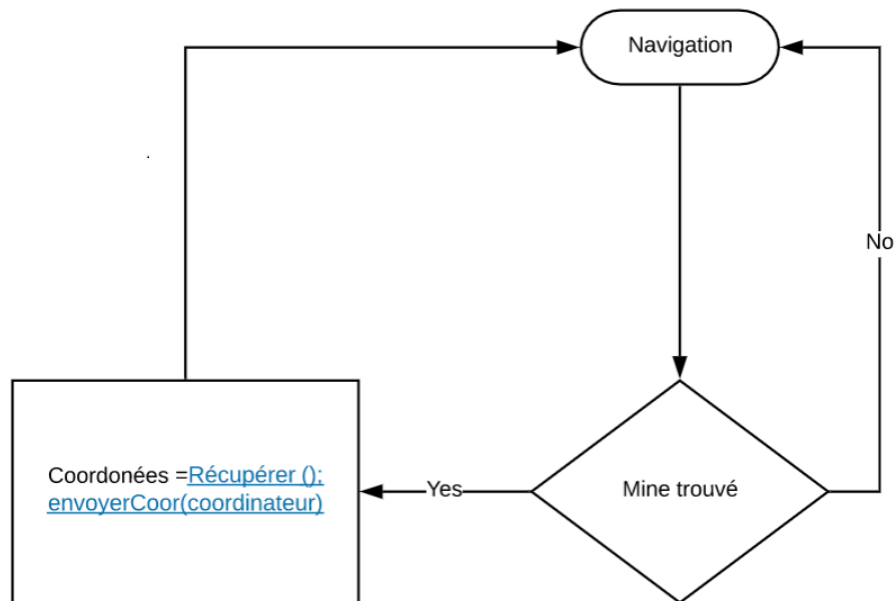 Navigation
No
Coordonées =Récupérer ();
envoyerCoor(coordinateur)
Yes
Mine trouvé